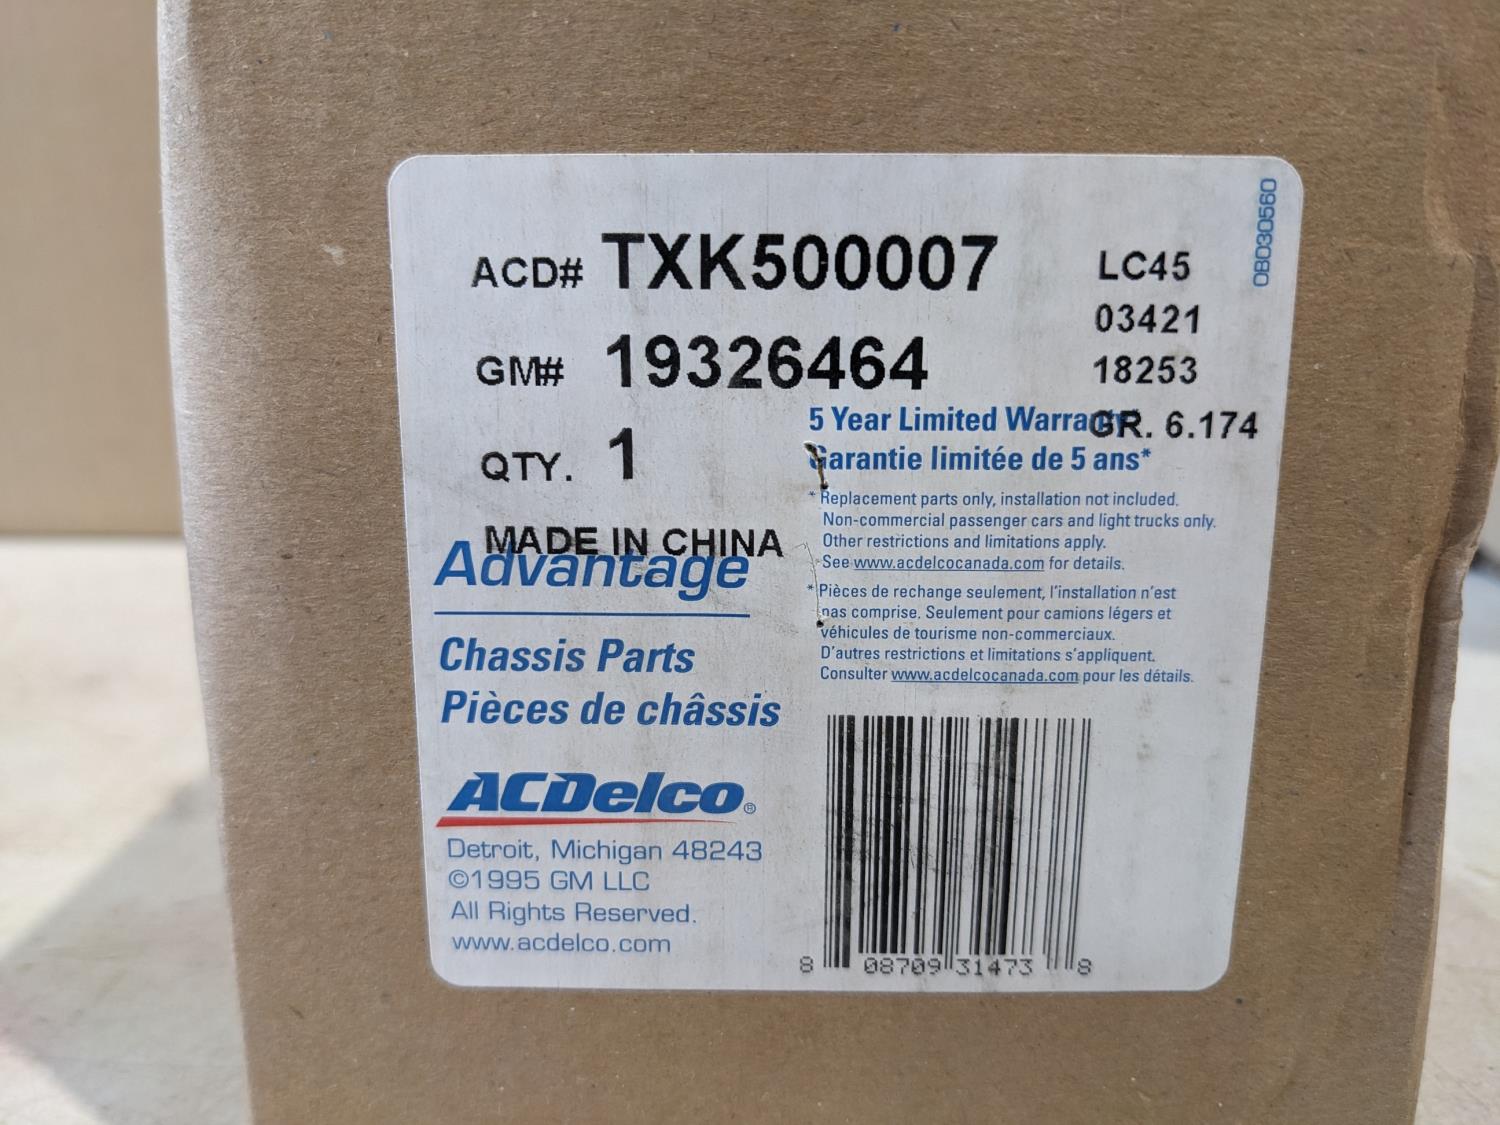 ACD# TXK500007
LC45
03421
GM# 19326464
18253
GR. 6.174
QTY. 1
MADE IN CHINA
Advantage
Chassis Parts
Pièces de châssis
ACDelco®
Detroit, Michigan 48243
©1995 GM LLC
All Rights Reserved.
www.acdelco.com
5 Year Limited Warranty*
Garantie limitée de 5 ans*
* Replacement parts only, installation not included.
Non-commercial passenger cars and light trucks only.
Other restrictions and limitations apply.
See www.acdelcocanada.com for details.
* Pièces de rechange seulement, l'installation n'est
pas comprise. Seulement pour camions légers et
véhicules de tourisme non-commerciaux.
D'autres restrictions et limitations s'appliquent.
Consulter www.acdelcocanada.com pour les détails.
8 08709 31473 8
0BD30560